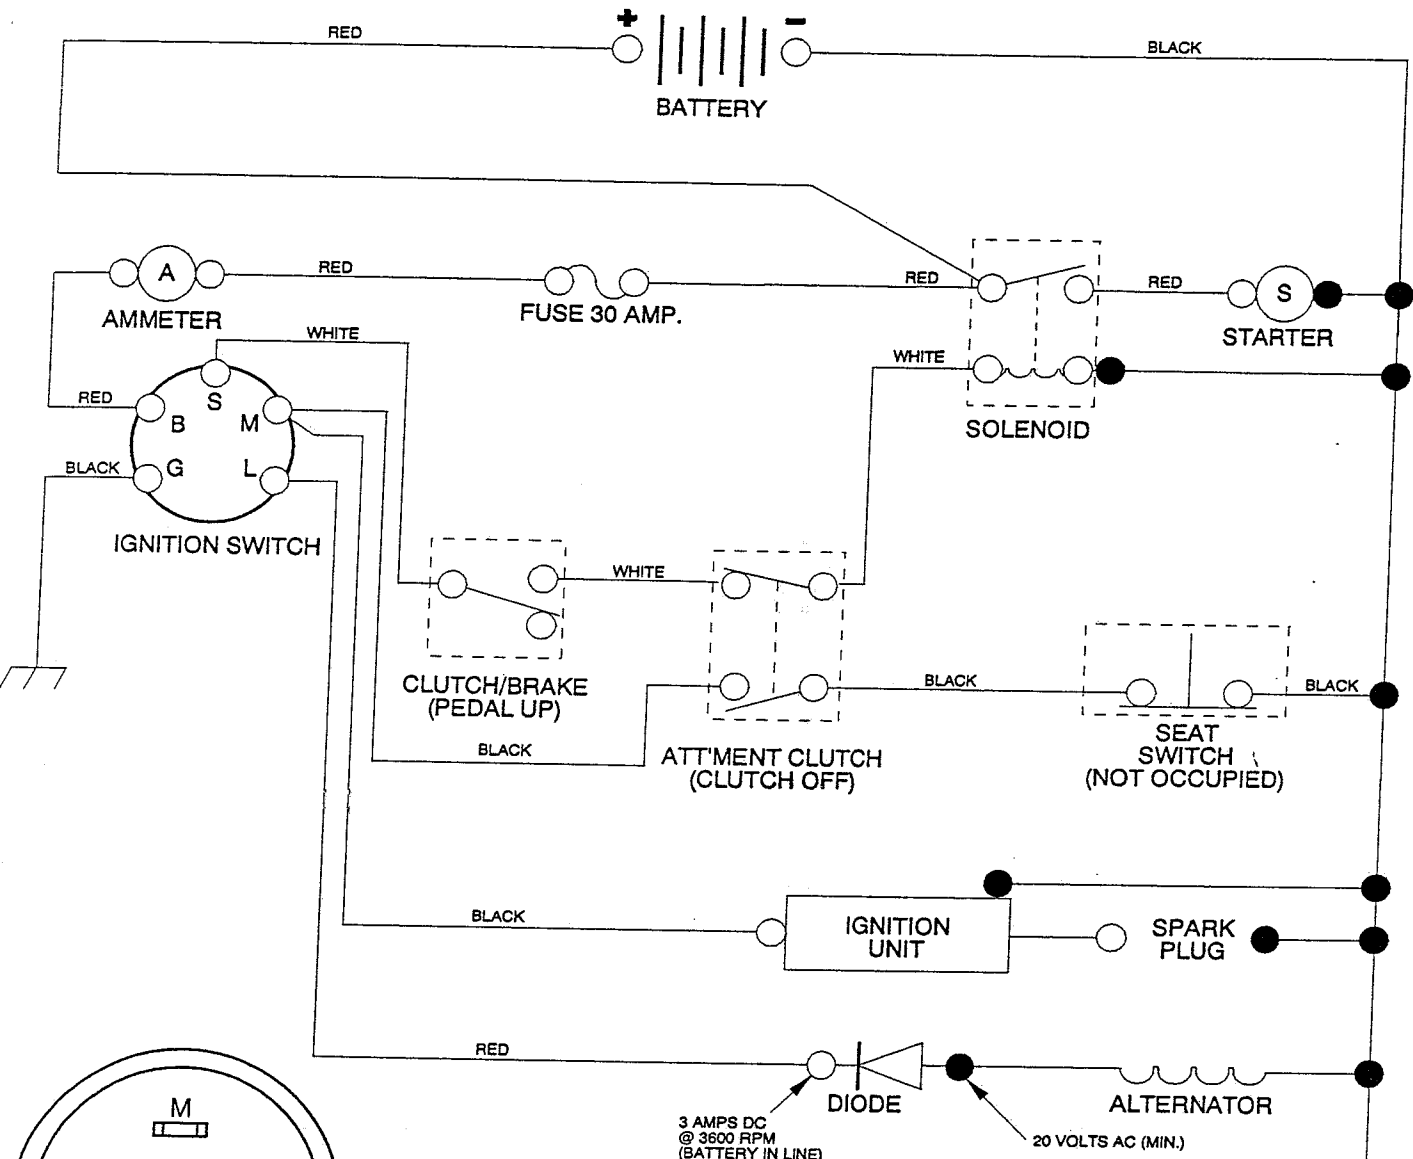 + −
RED
BLACK
BATTERY
A
RED
RED
RED
S
AMMETER
FUSE 30 AMP.
STARTER
WHITE
WHITE
RED
S
B
M
BLACK
G
L
SOLENOID
IGNITION SWITCH
WHITE
CLUTCH/BRAKE
(PEDAL UP)
BLACK
BLACK
BLACK
ATT'MENT CLUTCH
(CLUTCH OFF)
SEAT
SWITCH
(NOT OCCUPIED)
BLACK
IGNITION
UNIT
SPARK
PLUG
RED
DIODE
ALTERNATOR
3 AMPS DC
@ 3600 RPM
(BATTERY IN LINE)
20 VOLTS AC (MIN.)
M